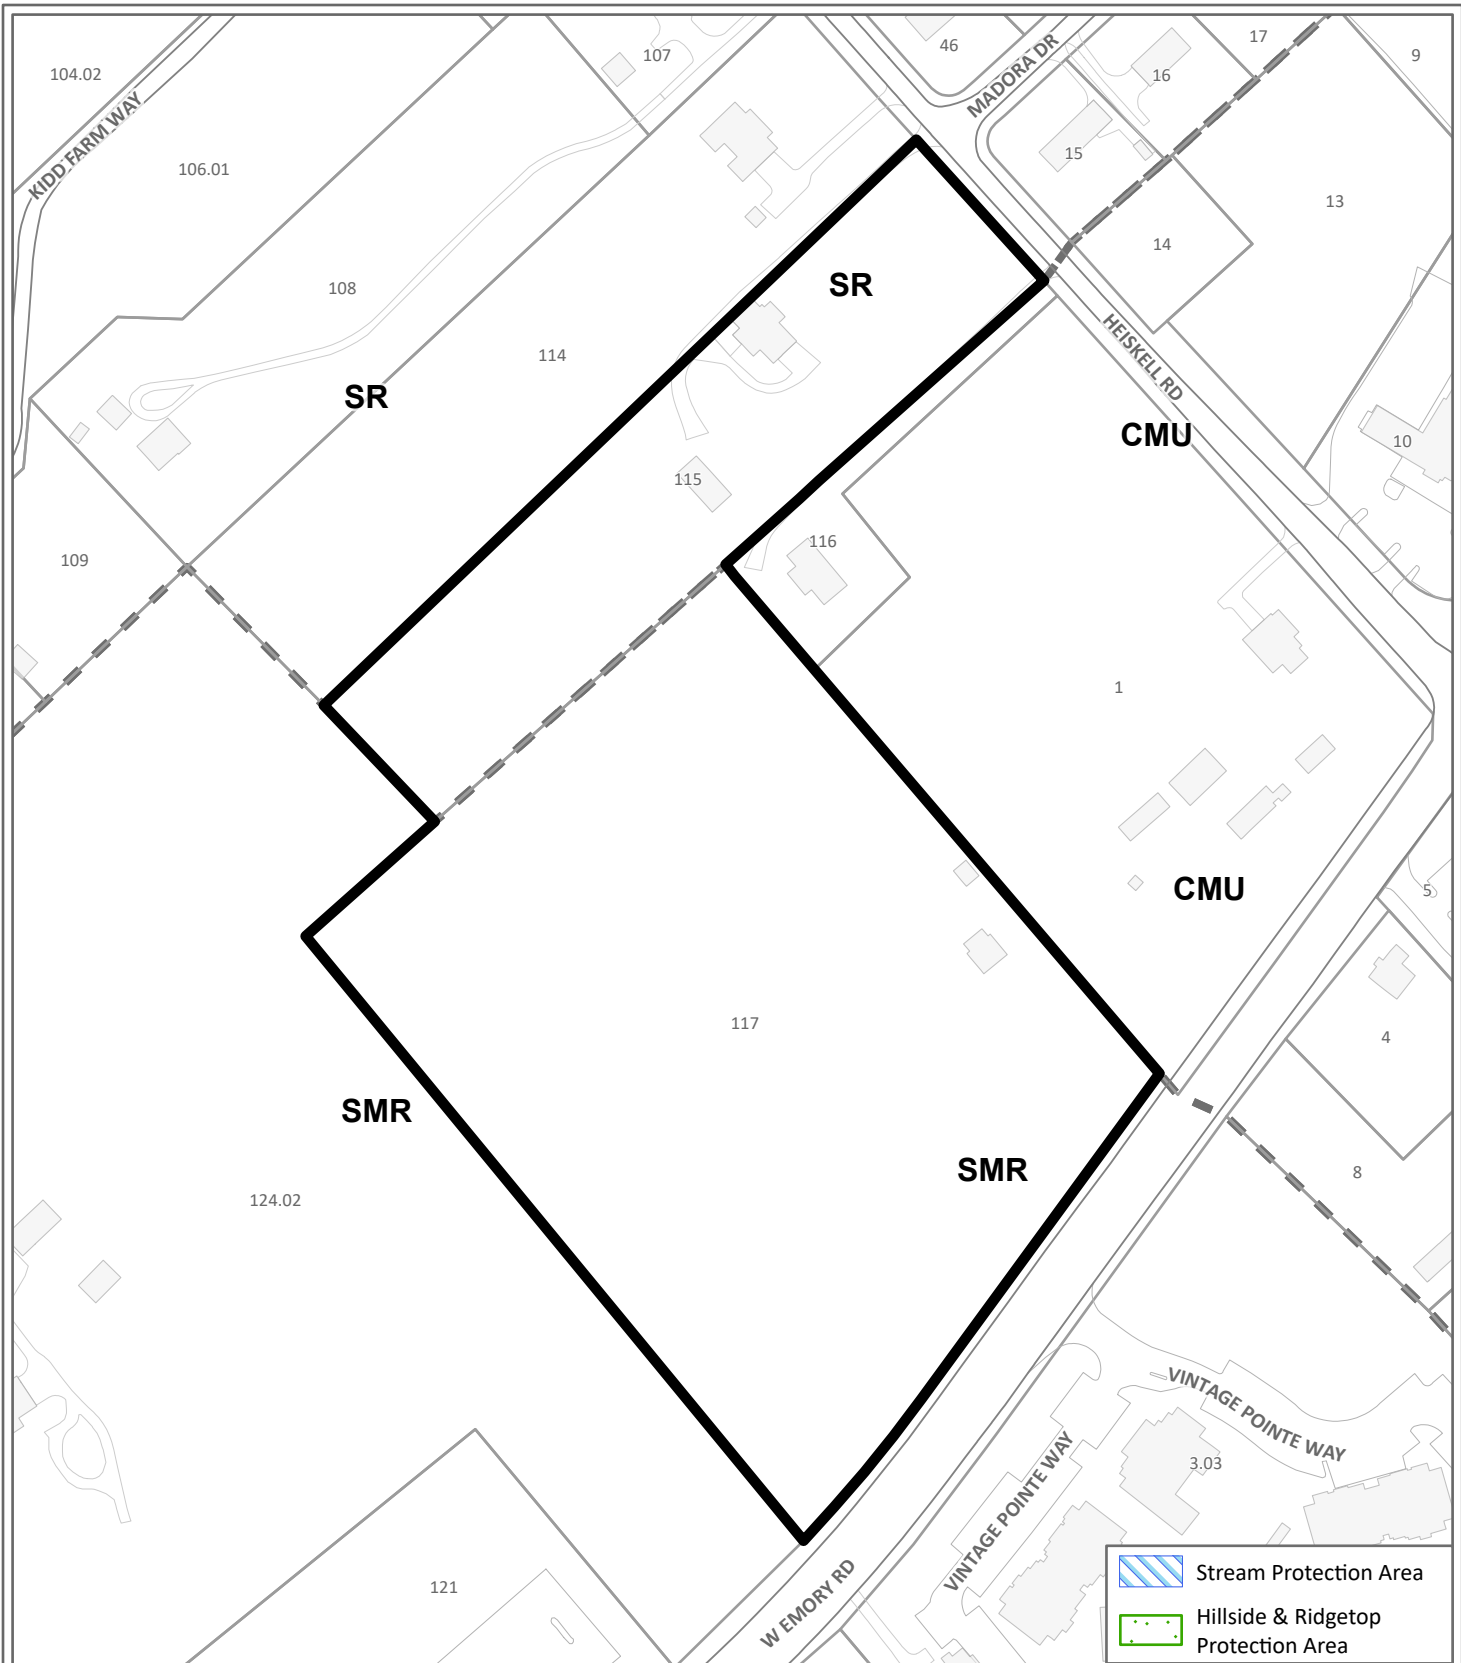 46
17
107
9
MADORA DR
104.02
16
KIDD FARM WAY
15
106.01
13
14
SR
108
HEISKELL RD
114
SR
CMU
10
115
116
109
1
CMU
5
117
4
SMR
SMR
8
124.02
VINTAGE POINTE WAY
3.03
VINTAGE POINTE WAY
121
W EMORY RD
Stream Protection Area
Hillside & Ridgetop
Protection Area